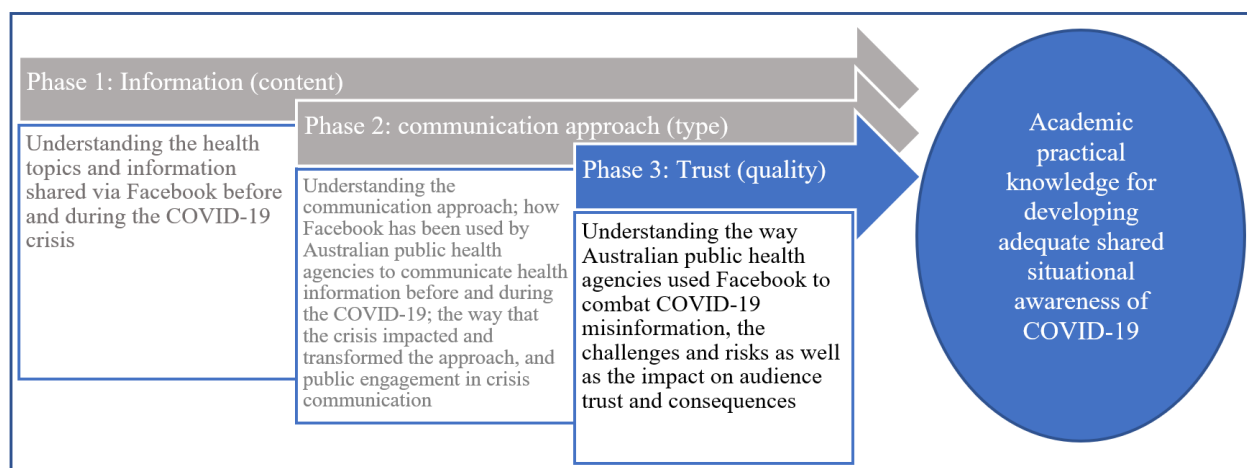 Phase 1: Information (content)
Understanding the health
topics and information
shared via Facebook before
and during the COVID-19
crisis
Phase 2: communication approach (type)
Understanding the
communication approach; how
Facebook has been used by
Australian public health
agencies to communicate health
information before and during
the COVID-19; the way that
the crisis impacted and
transformed the approach, and
public engagement in crisis
communication
Phase 3: Trust (quality)
Understanding the way
Australian public health
agencies used Facebook to
combat COVID-19
misinformation, the
challenges and risks as well
as the impact on audience
trust and consequences
Academic
practical
knowledge for
developing
adequate shared
situational
awareness of
COVID-19